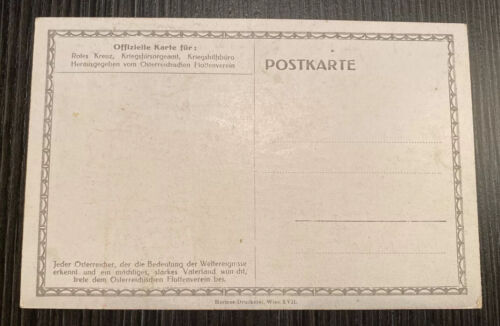 Offizielle Karte für:
Rotes Kreuz, Kriegsfürsorgeamt, Kriegshilfsbüro
Herausgegeben vom Österreichischen Flottenverein
POSTKARTE
Jeder Österreicher, der die Bedeutung der Weltereignisse
erkennt und ein mächtiges, starkes Vaterland wünscht,
trete dem Österreichischen Flottenverein bei.
Wien XVII.